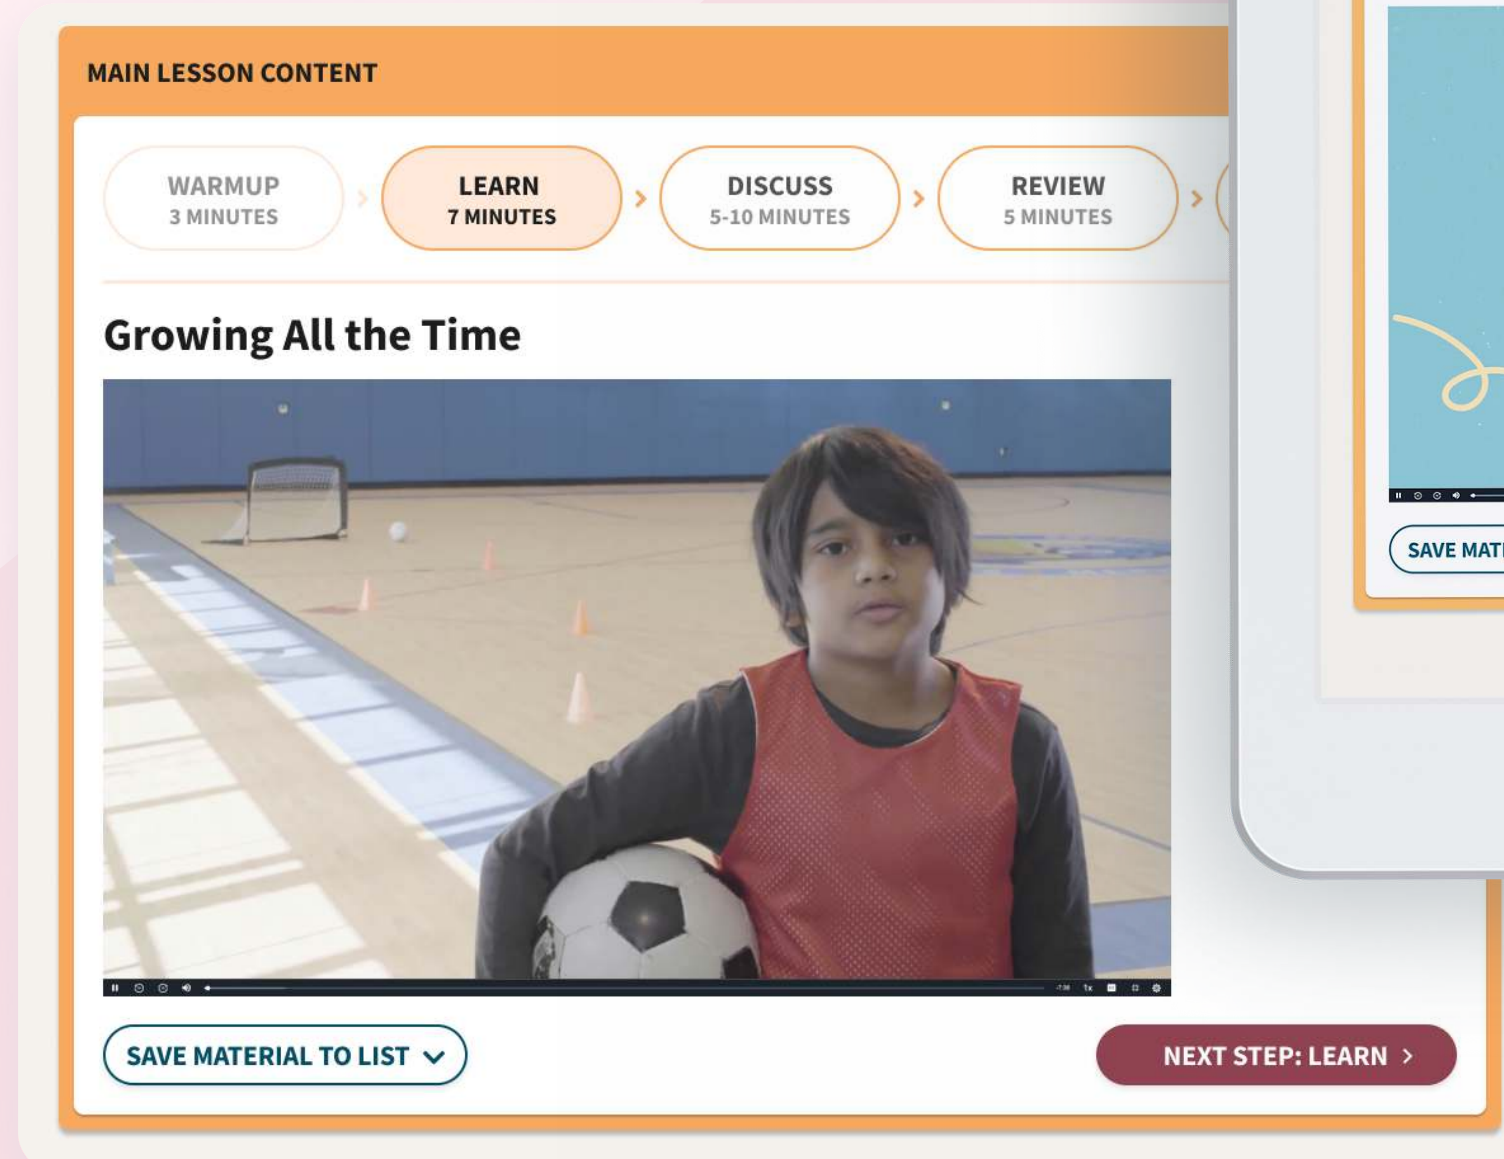 MAIN LESSON CONTENT
WARMUP
3 MINUTES
LEARN
7 MINUTES
DISCUSS
5-10 MINUTES
REVIEW
5 MINUTES
Growing All the Time
1x
SAVE MATERIAL TO LIST
NEXT STEP: LEARN
SAVE